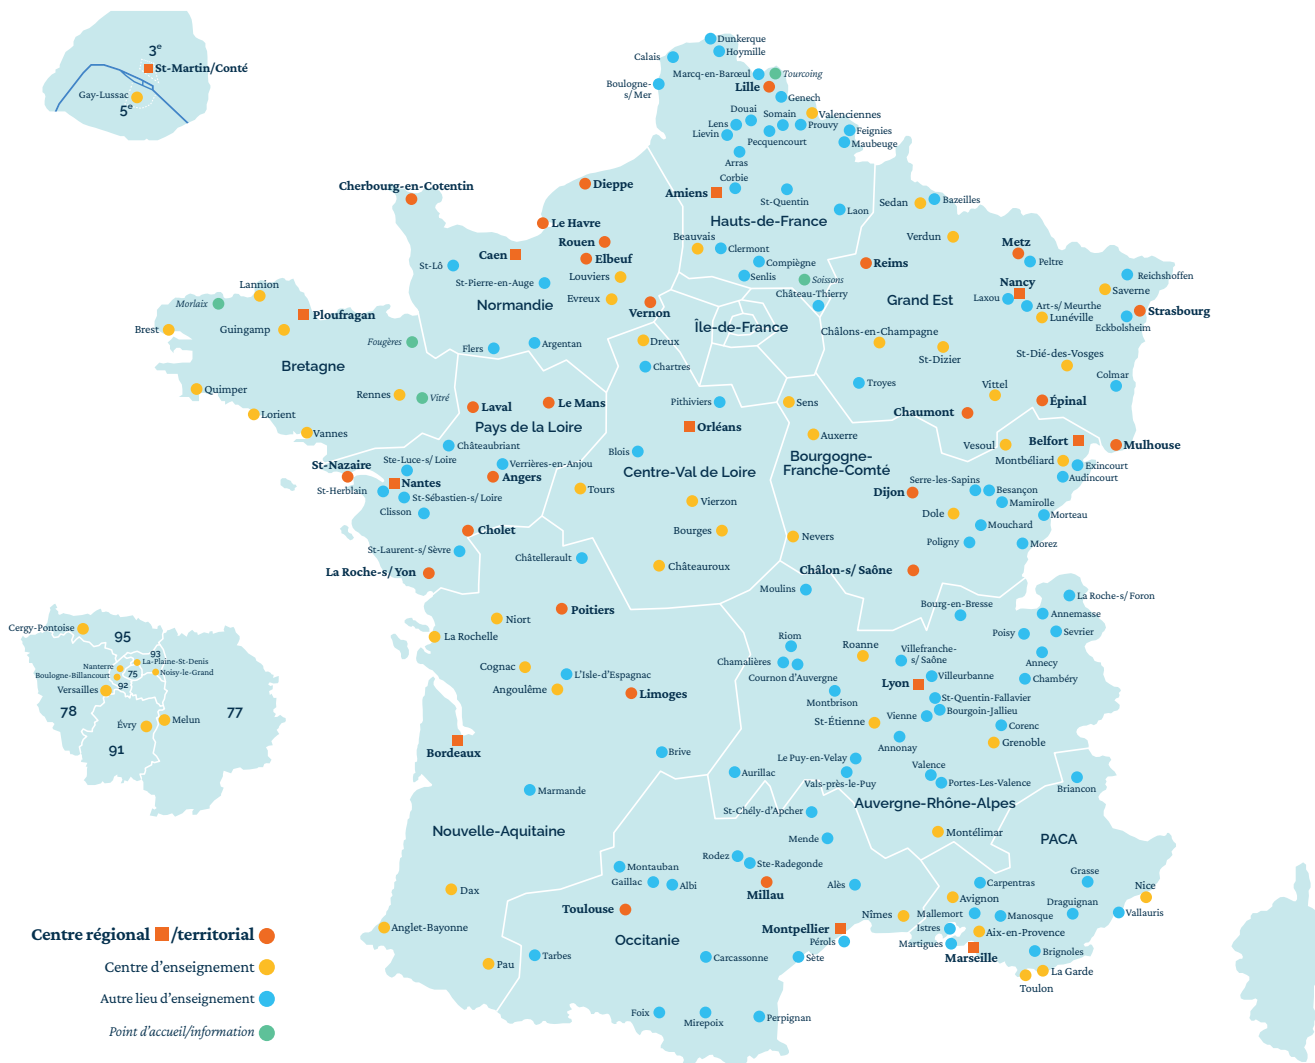 3e
St-Martin/Conté
Gay-Lussac
5e
Dunkerque
Hoymille
Calais
Marcq-en-Barœul
Tourcoing
Boulogne-
s/Mer
Lille
Genech
Douai
Somain
Valenciennes
Lens
Prouvy
Lievin
Feignies
Pecquencourt
Maubeuge
Arras
Corbie
Amiens
St-Quentin
Laon
Hauts-de-France
Beauvais
Clermont
Compiègne
Senlis
Soissons
Château-Thierry
Cherbourg-en-Cotentin
Dieppe
Le Havre
Rouen
Caen
Elbeuf
St-Lô
St-Pierre-en-Auge
Louviers
Evreux
Normandie
Vernon
Flers
Argentan
Île-de-France
Sedan
Bazeilles
Verdun
Metz
Reims
Peltre
Nancy
Reichshoffen
Saverne
Grand Est
Laxou
Art-s/Meurthe
Lunéville
Strasbourg
Eckbolsheim
Châlons-en-Champagne
St-Dizier
St-Dié-des-Vosges
Troyes
Vittel
Colmar
Chaumont
Épinal
Mulhouse
Lannion
Morlaix
Ploufragan
Brest
Guingamp
Fougères
Bretagne
Quimper
Rennes
Vitré
Lorient
Vannes
Laval
Le Mans
Pays de la Loire
Châteaubriant
St-Nazaire
Ste-Luce-s/Loire
Verrières-en-Anjou
Nantes
Angers
St-Herblain
St-Sébastien-s/Loire
Clisson
Cholet
St-Laurent-s/Sèvre
La Roche-s/Yon
Dreux
Chartres
Pithiviers
Orléans
Blois
Centre-Val de Loire
Tours
Vierzon
Bourges
Châteauroux
Sens
Auxerre
Bourgogne-
Franche-Comté
Vesoul
Belfort
Montbéliard
Exincourt
Audincourt
Serre-les-Sapins
Besançon
Dijon
Mamirolle
Dole
Morteau
Mouchard
Poligny
Morez
Nevers
Châlon-s/Saône
Châtellerault
Poitiers
Niort
La Rochelle
Cognac
L'Isle-d'Espagnac
Angoulême
Limoges
Bordeaux
Brive
Marmande
Nouvelle-Aquitaine
Dax
Anglet-Bayonne
Pau
Moulins
Bourg-en-Bresse
La Roche-s/Foron
Annemasse
Poisy
Sevrier
Annecy
Riom
Roanne
Villefranche-
s/Saône
Chamalières
Cournon d'Auvergne
Lyon
Villeurbanne
Chambéry
Montbrison
St-Quentin-Fallavier
Bourgoin-Jallieu
Vienne
St-Étienne
Corenc
Annonay
Grenoble
Le Puy-en-Velay
Aurillac
Vals-près-le-Puy
Valence
Portes-Les-Valence
Auvergne-Rhône-Alpes
Montélimar
Briancon
PACA
St-Chély-d'Apcher
Mende
Rodez
Ste-Radegonde
Montauban
Gaillac
Albi
Millau
Alès
Toulouse
Nîmes
Montpellier
Pérols
Occitanie
Tarbes
Carcassonne
Sète
Foix
Mirepoix
Perpignan
Carpentras
Grasse
Nice
Avignon
Mallemort
Manosque
Draguignan
Vallauris
Istres
Aix-en-Provence
Martigues
Marseille
Brignoles
La Garde
Toulon
Cergy-Pontoise
95
93
La-Plaine-St-Denis
Nanterre
75
Noisy-le-Grand
Boulogne-Billancourt
92
Versailles
78
77
Évry
Melun
91
Centre régional /territorial
Centre d'enseignement
Autre lieu d'enseignement
Point d'accueil/information